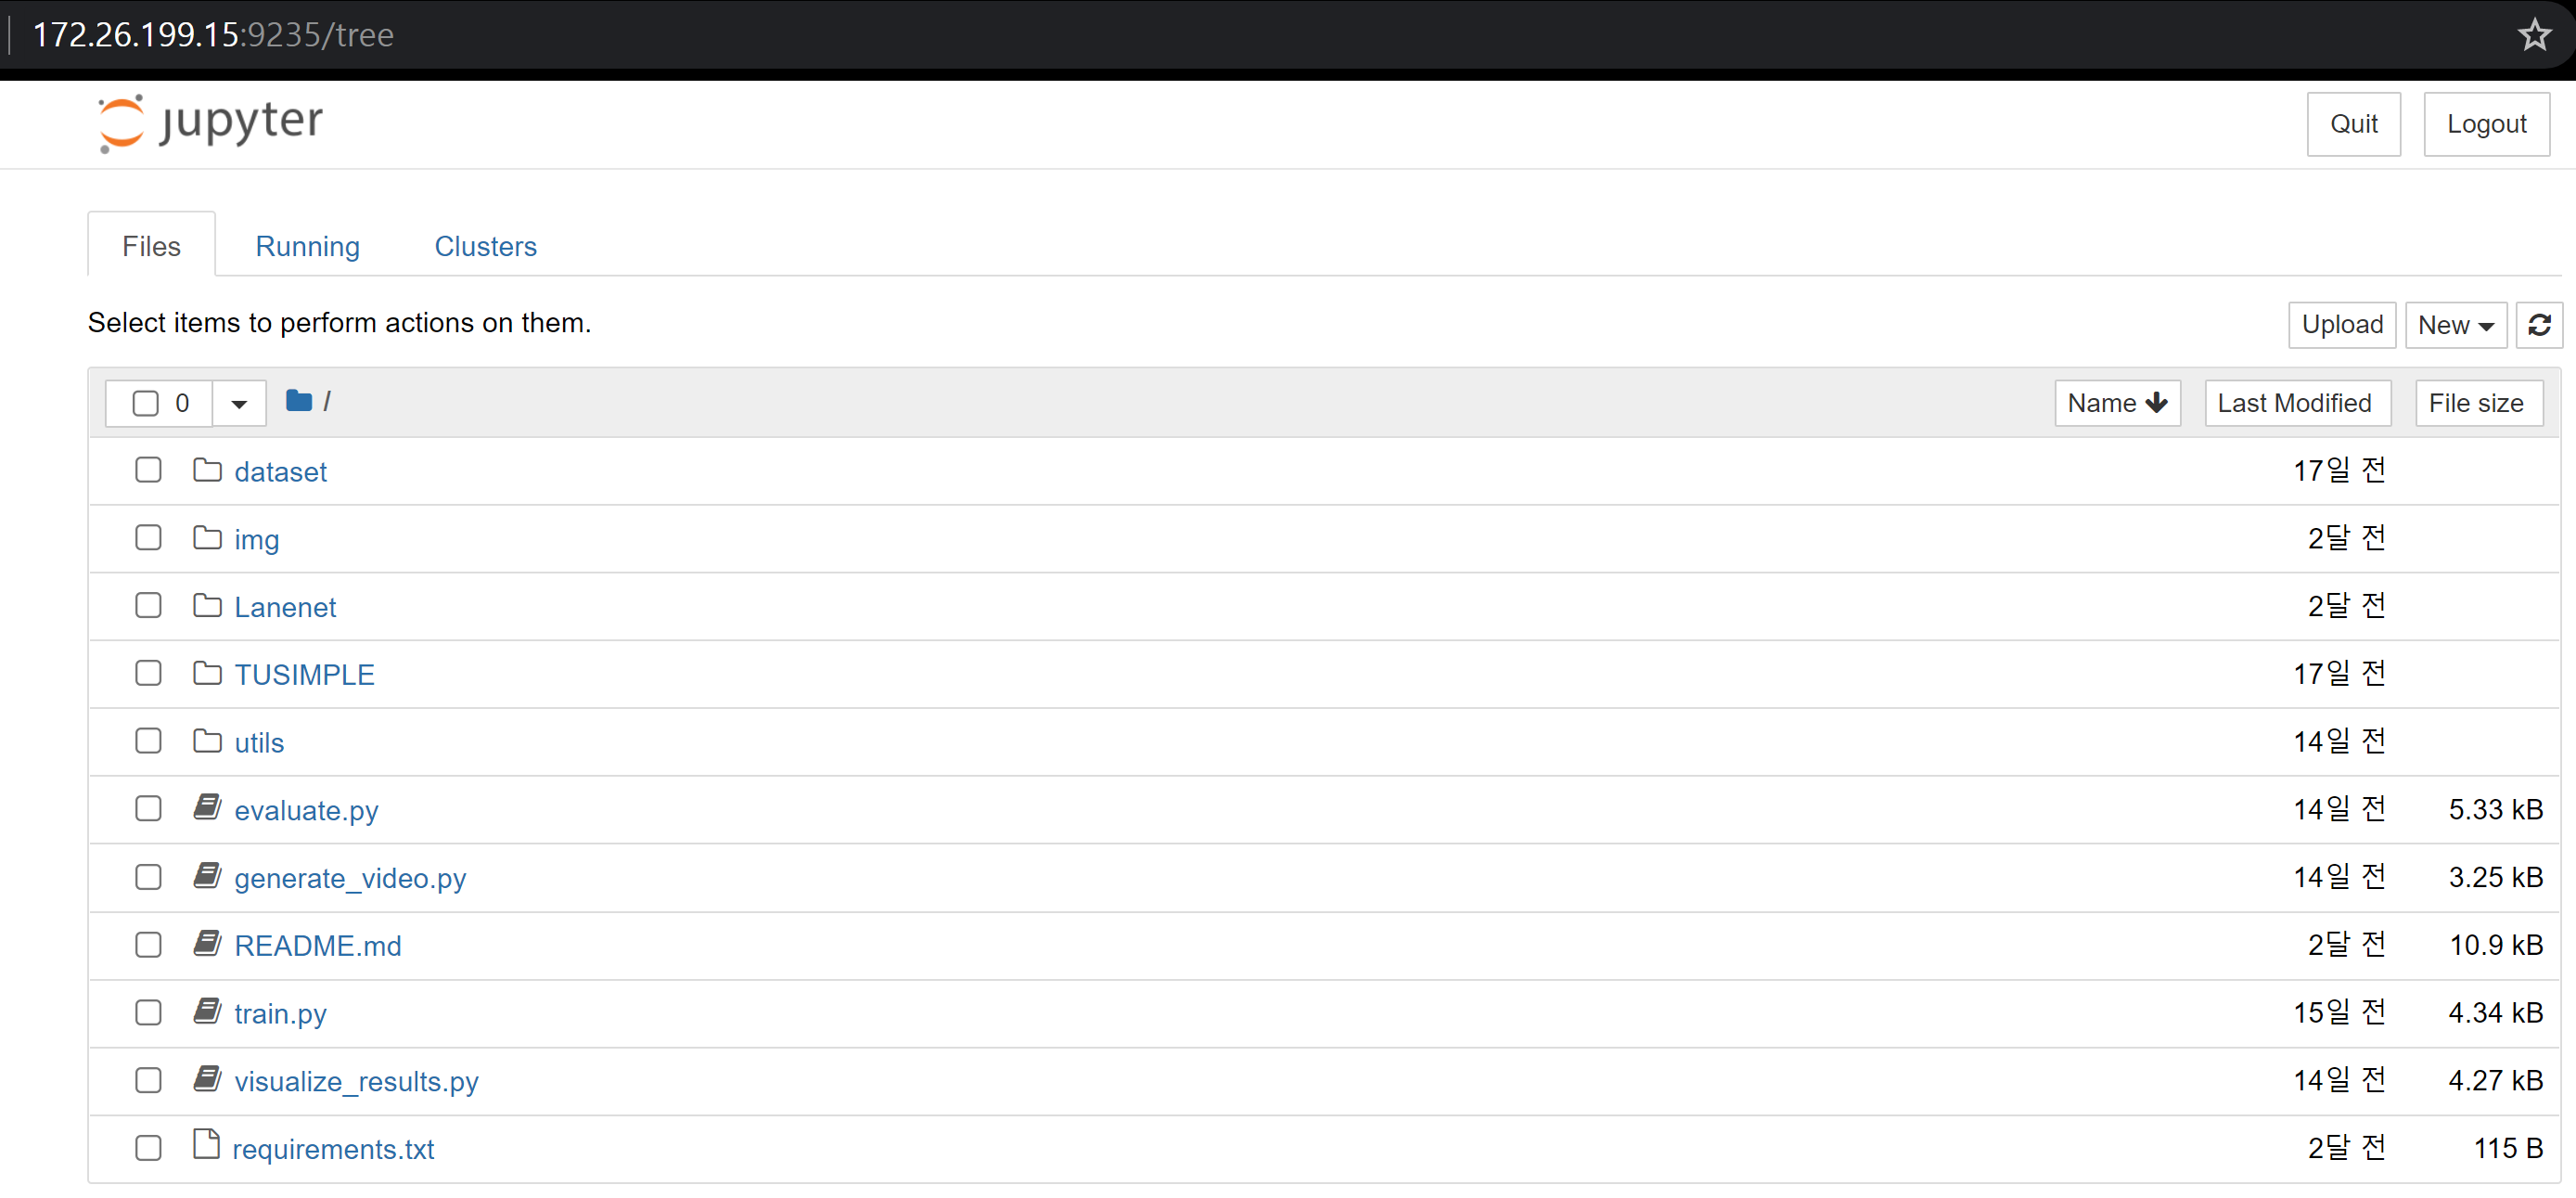 172.26.199.15:9235/tree
jupyter
Quit Logout
Files Running Clusters
Select items to perform actions on them.
Upload New
0 / Name Last Modified File size
dataset 17일 전
img 2달 전
Lanenet 2달 전
TUSIMPLE 17일 전
utils 14일 전
evaluate.py 14일 전 5.33 kB
generate_video.py 14일 전 3.25 kB
README.md 2달 전 10.9 kB
train.py 15일 전 4.34 kB
visualize_results.py 14일 전 4.27 kB
requirements.txt 2달 전 115 B